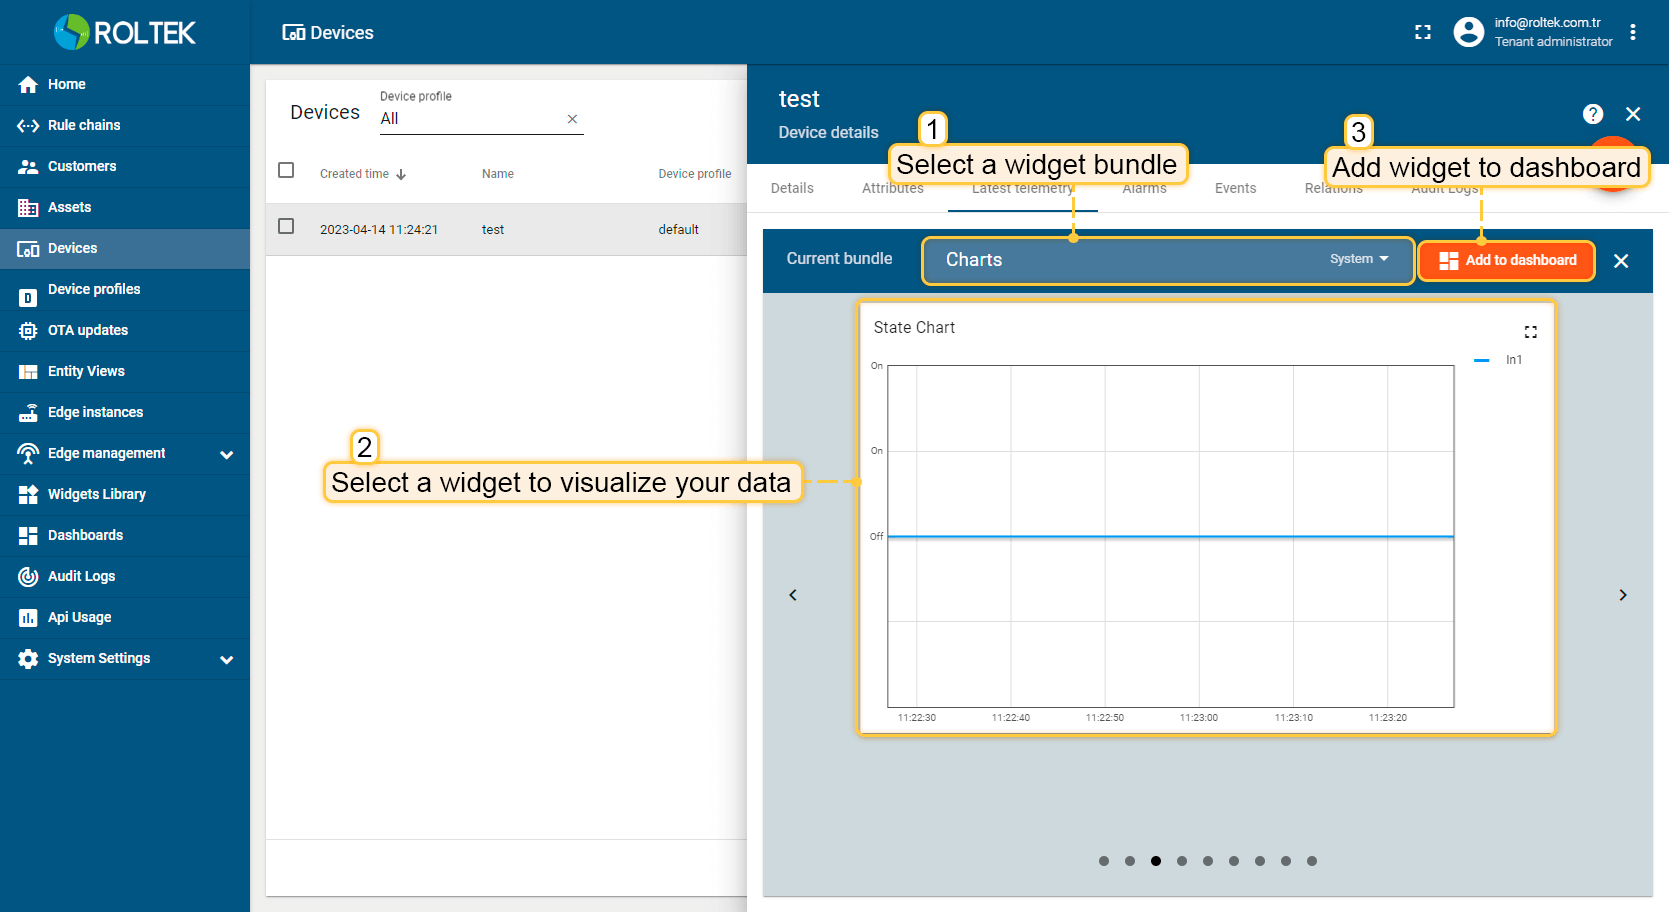 ROLTEK
Devices
info@roltek.com.tr
Tenant administrator
Home
Rule chains
Customers
Assets
Devices
Device profiles
OTA updates
Entity Views
Edge instances
Edge management
Widgets Library
Dashboards
Audit Logs
Api Usage
System Settings
Devices
Device profile
All
Created time
Name
Device profile
2023-04-14 11:24:21
test
default
test
Device details
1
Select a widget bundle
3
Add widget to dashboard
Details
Attributes
Latest telemetry
Alarms
Events
Relations
Audit Logs
Current bundle
Charts
System
Add to dashboard
2
Select a widget to visualize your data
State Chart
In1
On
On
Off
11:22:30
11:22:40
11:22:50
11:23:00
11:23:10
11:23:20